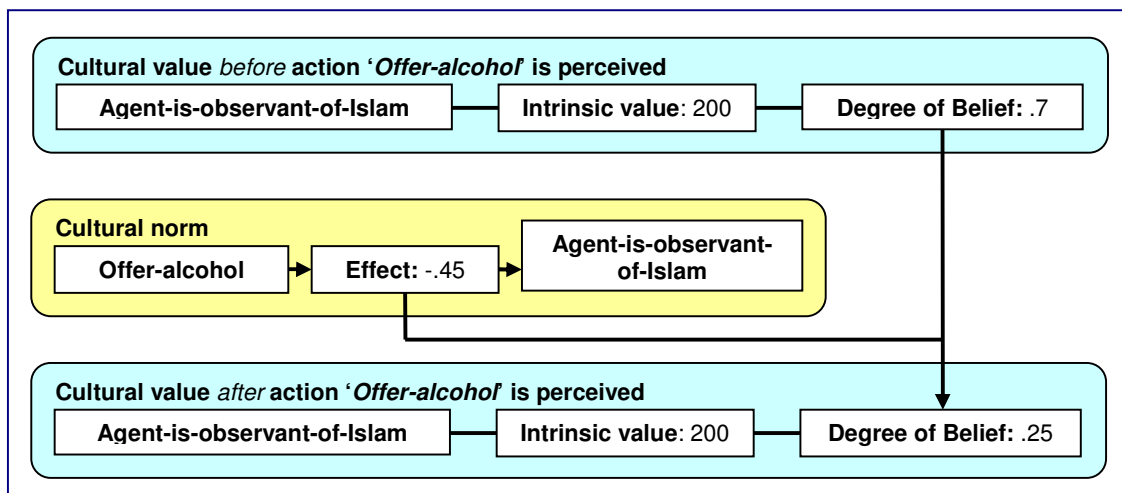 Cultural value before action ‘Offer-alcohol’ is perceived
Agent-is-observant-of-Islam
Intrinsic value: 200
Degree of Belief: .7
Cultural norm
Offer-alcohol
Effect: -.45
Agent-is-observant-
of-Islam
Cultural value after action ‘Offer-alcohol’ is perceived
Agent-is-observant-of-Islam
Intrinsic value: 200
Degree of Belief: .25